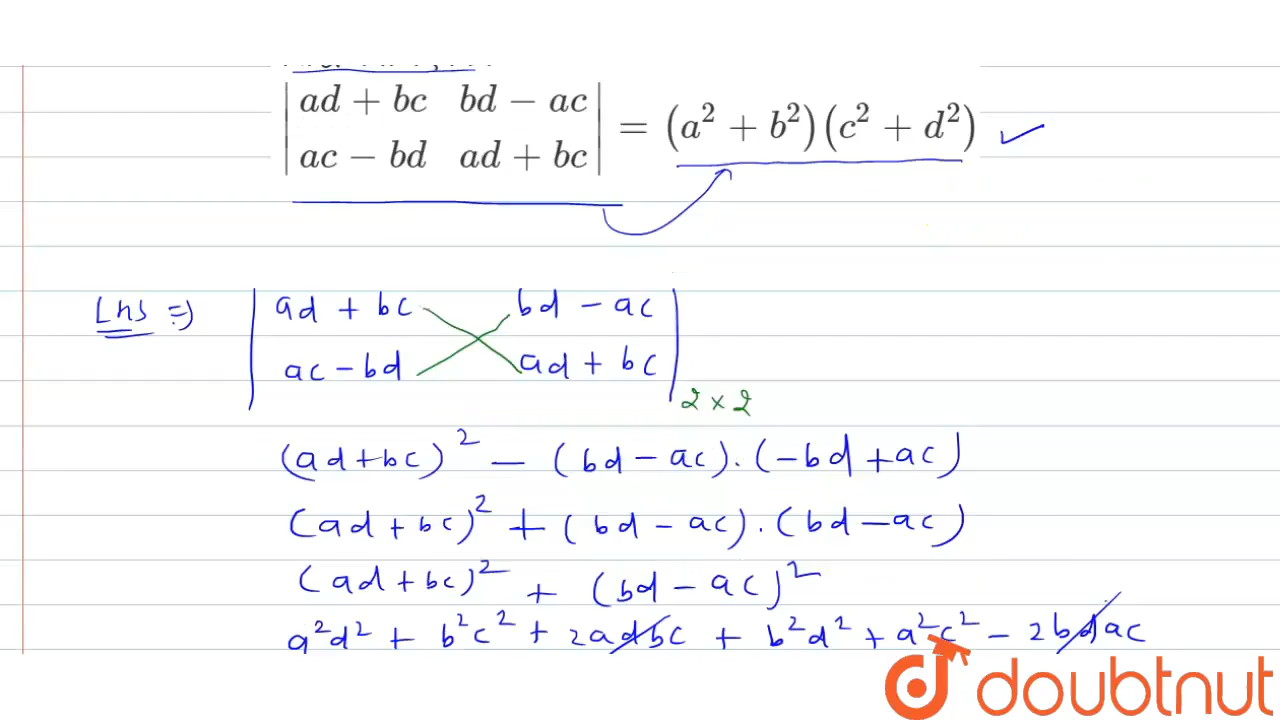 |ad + bc bd − ac|
|ac − bd ad + bc| = (a² + b²)(c² + d²) ✓
LhS ⇒ |ad + bc bd − ac|
|ac − bd ad + bc| 2×2
(ad+bc)² − (bd − ac).(−bd +ac)
(ad + bc)² + (bd − ac).(bd − ac)
(ad + bc)² + (bd − ac)²
a²d² + b²c² + 2adbc + b²d² + a²c² − 2bdac
doubtnut